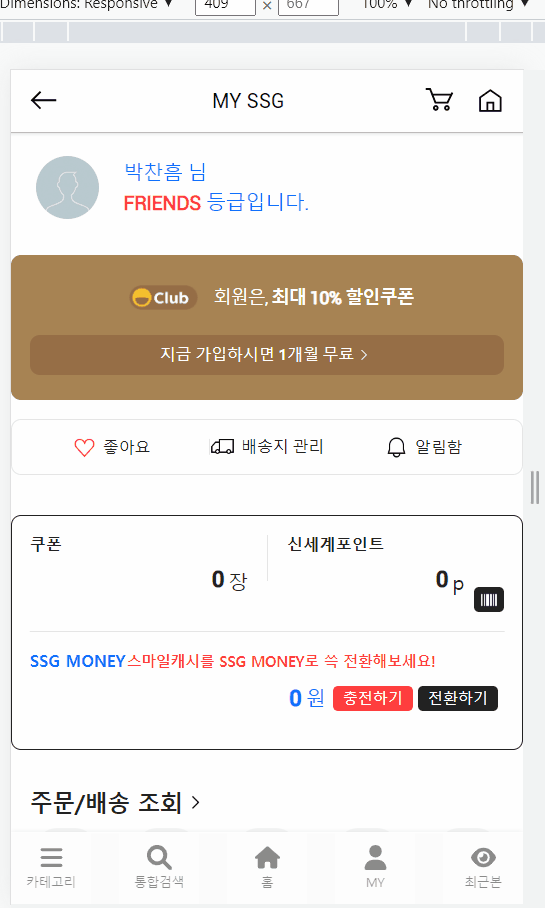 Dimensions: Responsive ▼ 409 × 667 100% ▼ No throttling ▼
MY SSG
박찬흠 님
FRIENDS 등급입니다.
Club 회원은, 최대 10% 할인쿠폰
지금 가입하시면 1개월 무료 >
좋아요 배송지 관리 알림함
쿠폰 신세계포인트
0 장 0 p
SSG MONEY스마일캐시를 SSG MONEY로 쓱 전환해보세요!
0 원 충전하기 전환하기
주문/배송 조회 >
카테고리 통합검색 홈 MY 최근본